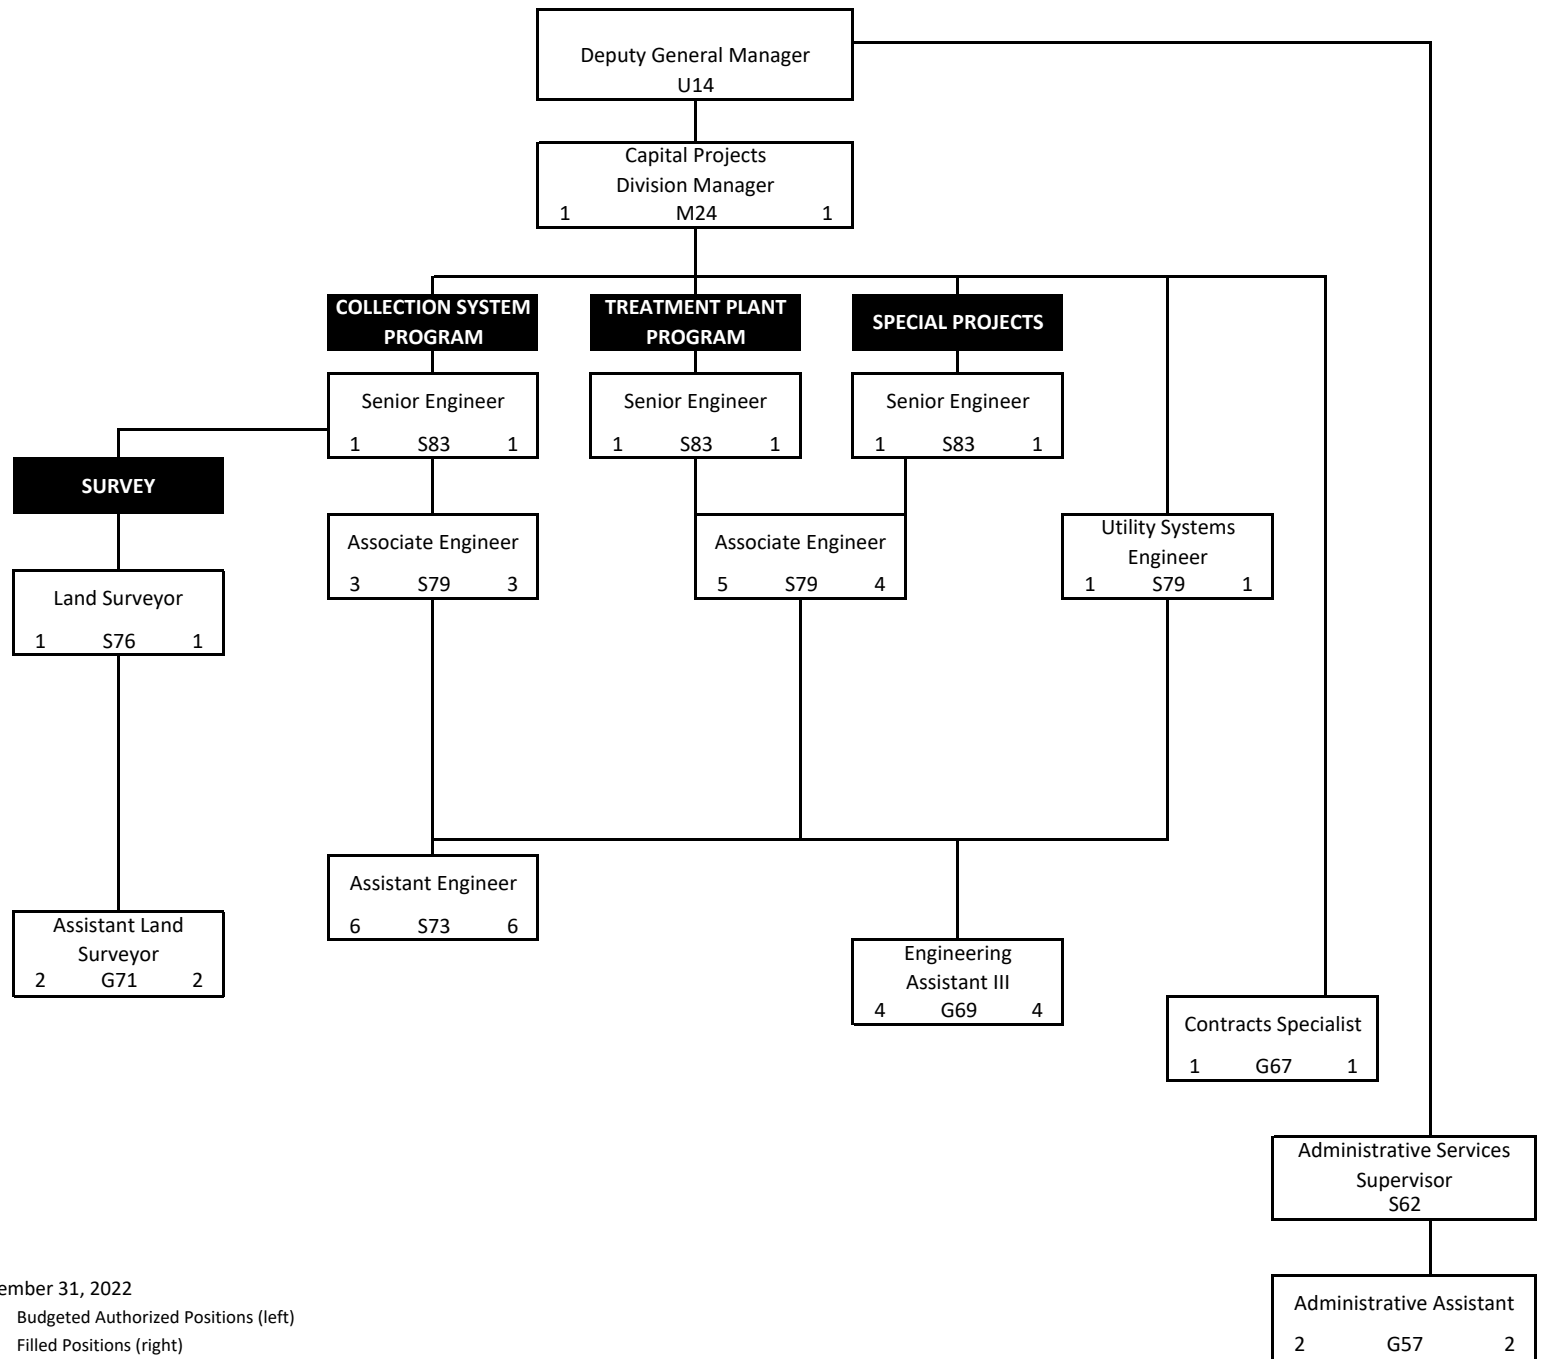 Deputy General Manager
U14
Capital Projects
Division Manager
1 M24 1
COLLECTION SYSTEM
PROGRAM
TREATMENT PLANT
PROGRAM
SPECIAL PROJECTS
Senior Engineer
1 S83 1
Senior Engineer
1 S83 1
Senior Engineer
1 S83 1
SURVEY
Associate Engineer
3 S79 3
Associate Engineer
5 S79 4
Utility Systems
Engineer
1 S79 1
Land Surveyor
1 S76 1
Assistant Engineer
6 S73 6
Assistant Land
Surveyor
2 G71 2
Engineering
Assistant III
4 G69 4
Contracts Specialist
1 G67 1
Administrative Services
Supervisor
S62
Administrative Assistant
2 G57 2
ember 31, 2022
Budgeted Authorized Positions (left)
Filled Positions (right)